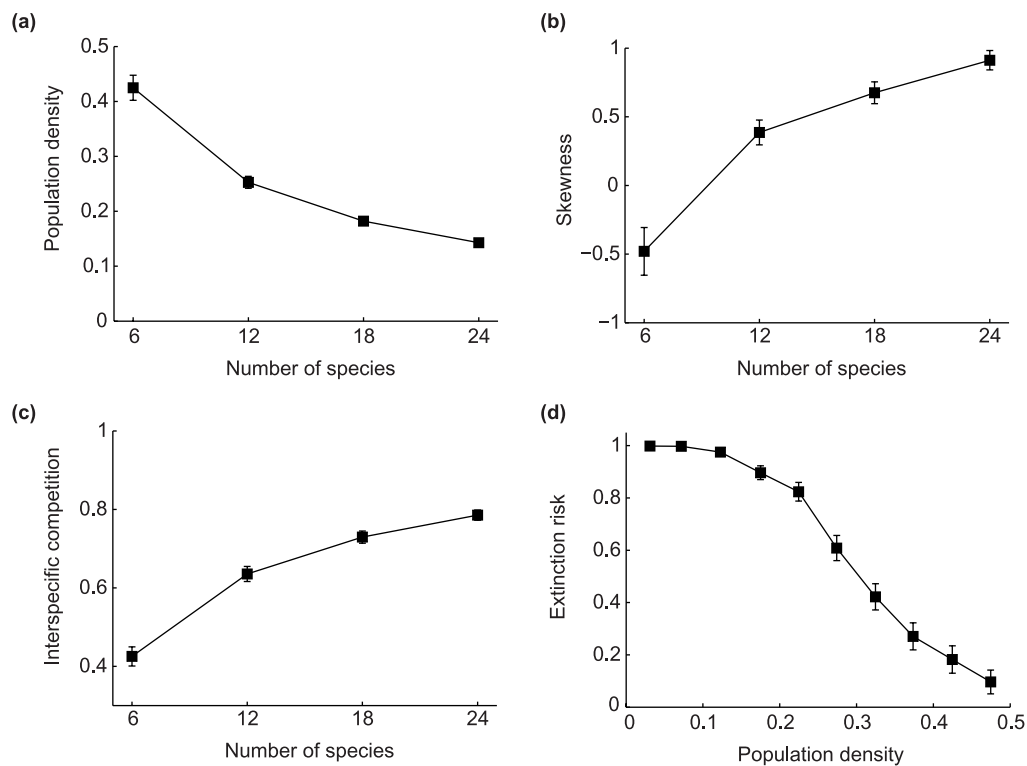 (a)
Population density
0.5
0.4
0.3
0.2
0.1
0
6 12 18 24
Number of species
(b)
Skewness
1
0.5
0
−0.5
−1
6 12 18 24
Number of species
(c)
Interspecific competition
1
0.8
0.6
0.4
6 12 18 24
Number of species
(d)
Extinction risk
1
0.8
0.6
0.4
0.2
0
0 0.1 0.2 0.3 0.4 0.5
Population density